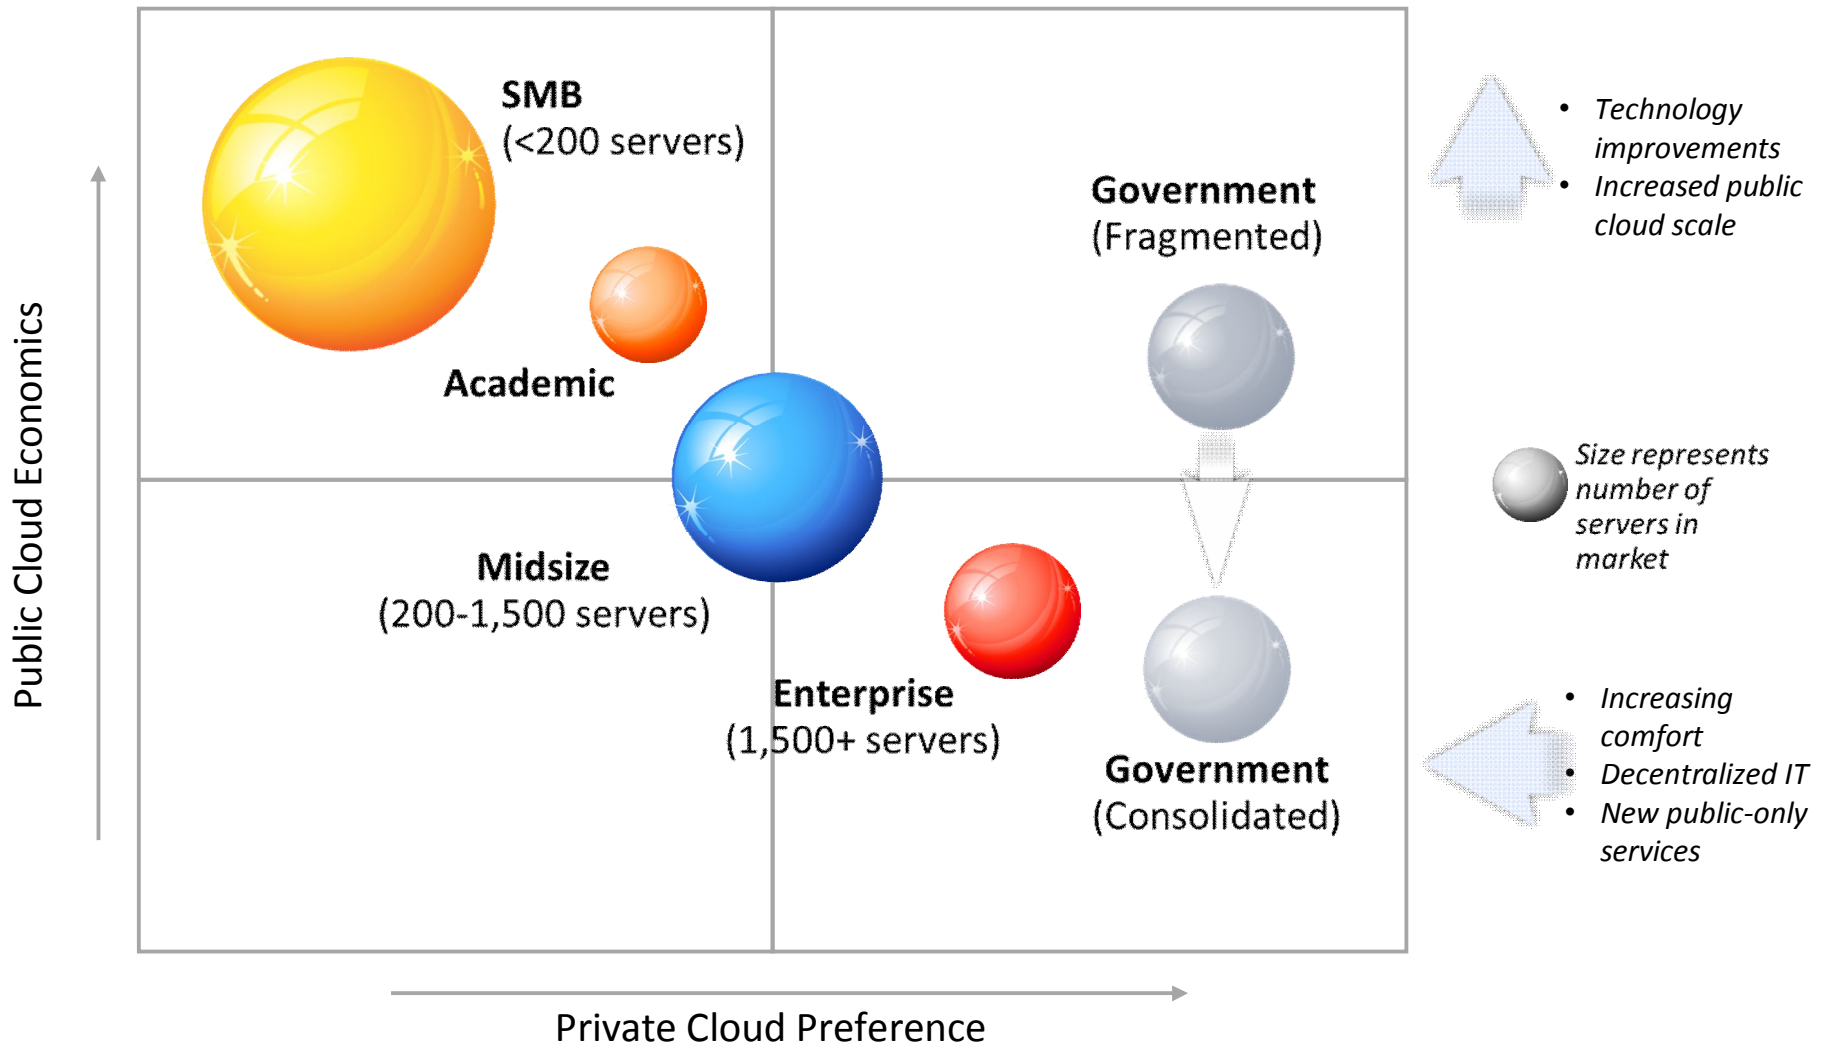 SMB
(<200 servers)
Government
(Fragmented)
Academic
Midsize
(200-1,500 servers)
Enterprise
(1,500+ servers)
Government
(Consolidated)
Public Cloud Economics
Private Cloud Preference
• Technology
improvements
• Increased public
cloud scale
Size represents
number of
servers in
market
• Increasing
comfort
• Decentralized IT
• New public-only
services